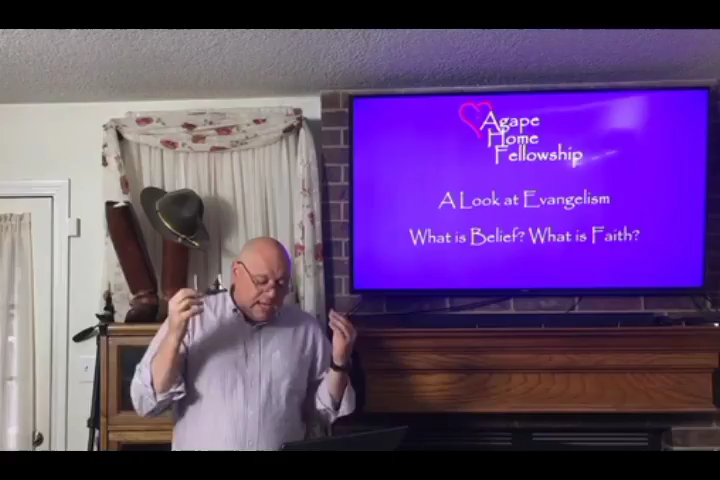 Agape
Home
Fellowship
A Look at Evangelism
What is Belief? What is Faith?